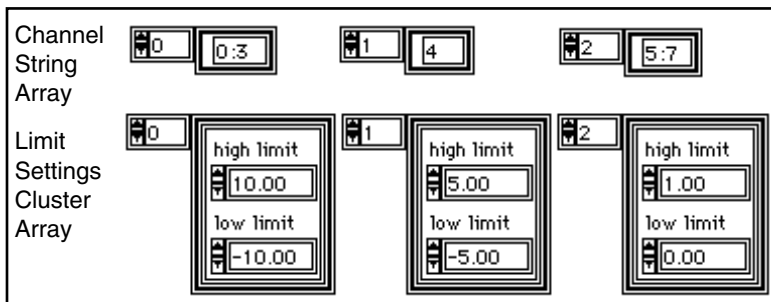 Channel String Array
0 0:3 1 4 2 5:7
Limit Settings Cluster Array
0 1 2
high limit high limit high limit
10.00 5.00 1.00
low limit low limit low limit
-10.00 -5.00 0.00